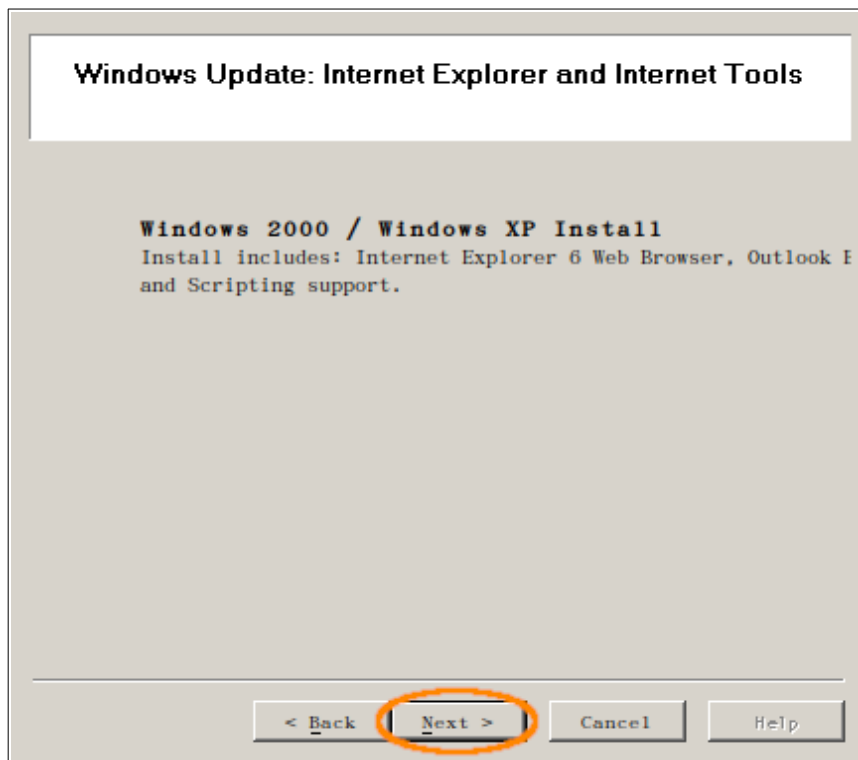 Windows Update: Internet Explorer and Internet Tools
Windows 2000 / Windows XP Install
Install includes: Internet Explorer 6 Web Browser, Outlook
and Scripting support.
< Back
Next >
Cancel
Help